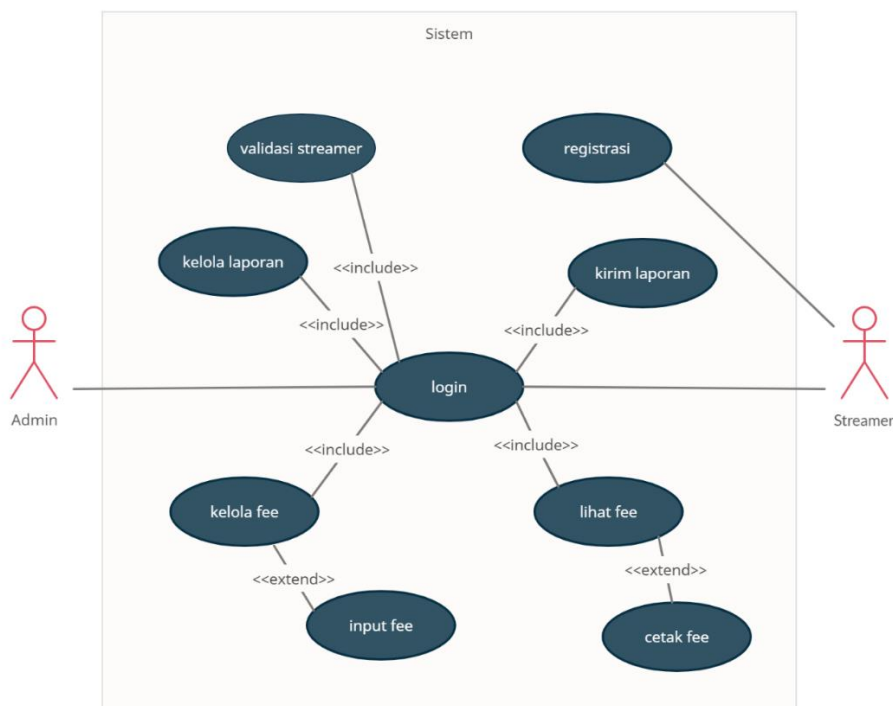 Sistem
validasi streamer
registrasi
kelola laporan
<<include>>
kirim laporan
<<include>>
<<include>>
login
Admin
Streamer
<<include>>
<<include>>
kelola fee
lihat fee
<<extend>>
<<extend>>
input fee
cetak fee